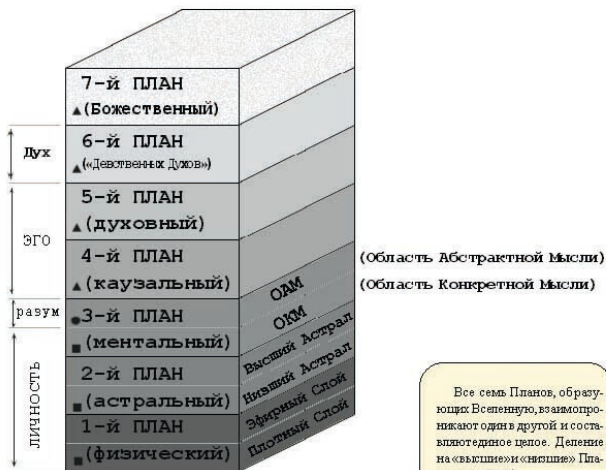 7-й ПЛАН
(Божественный)
Дух
6-й ПЛАН
(«Девственных Духов»)
ЭГО
5-й ПЛАН
(духовный)
4-й ПЛАН
(каузальный)
(Область Абстрактной Мысли)
(Область Конкретной Мысли)
разум
3-й ПЛАН
(ментальный)
ОАМ
ОКМ
ЛИЧНОСТЬ
2-й ПЛАН
(астральный)
Высший Астрал
Низший Астрал
1-й ПЛАН
(физический)
Эфирный Слой
Плотный Слой
Все семь Планов, образу-
ющих Вселенную, взаимопро-
никают один в другой и соста-
вляют единое целое. Деление
на «высшие» и «низшие» Пла-